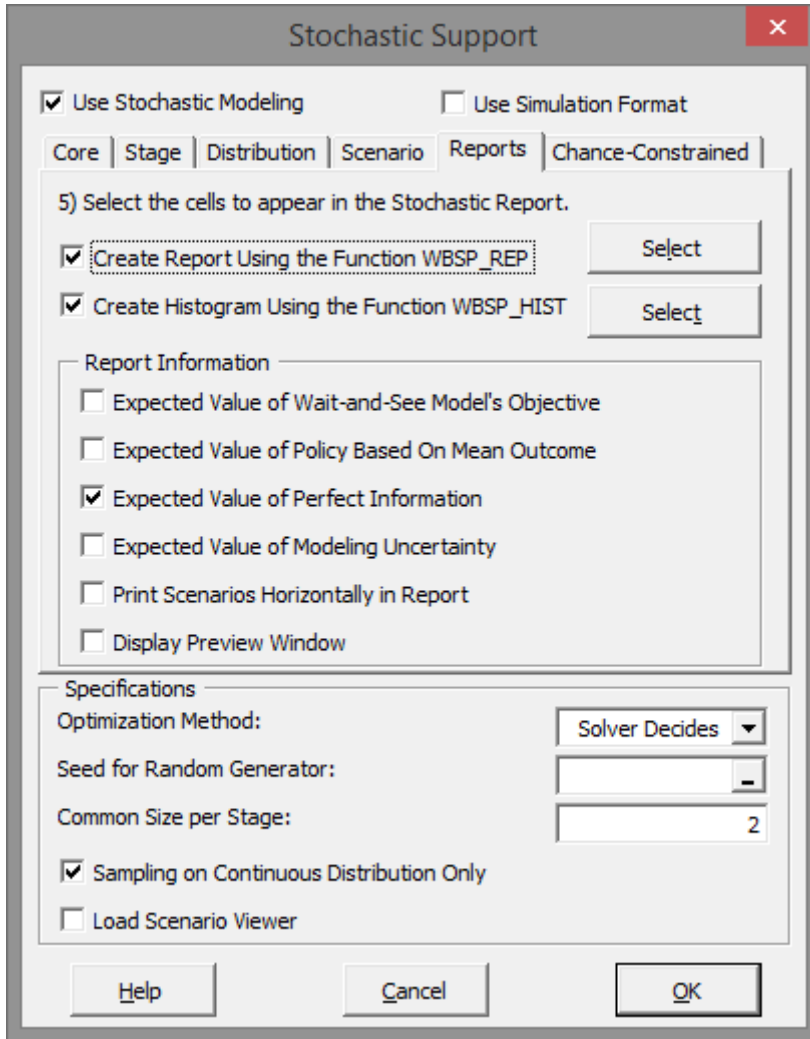 Stochastic Support
Use Stochastic Modeling Use Simulation Format
Core Stage Distribution Scenario Reports Chance-Constrained
5) Select the cells to appear in the Stochastic Report.
Create Report Using the Function WBSP_REP Select
Create Histogram Using the Function WBSP_HIST Select
Report Information
Expected Value of Wait-and-See Model's Objective
Expected Value of Policy Based On Mean Outcome
Expected Value of Perfect Information
Expected Value of Modeling Uncertainty
Print Scenarios Horizontally in Report
Display Preview Window
Specifications
Optimization Method: Solver Decides
Seed for Random Generator:
Common Size per Stage: 2
Sampling on Continuous Distribution Only
Load Scenario Viewer
Help Cancel OK